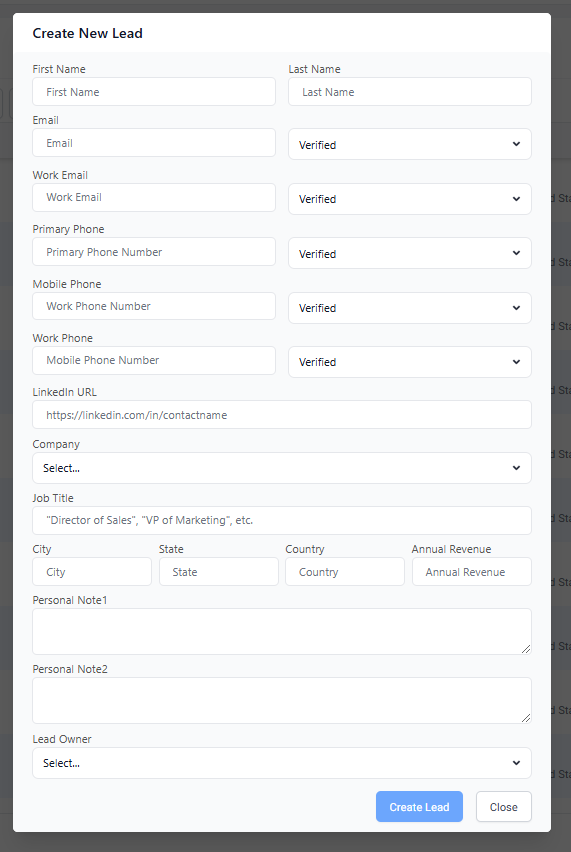 Create New Lead
First Name Last Name
First Name Last Name
Email
Email Verified
Work Email
Work Email Verified
Primary Phone
Primary Phone Number Verified
Mobile Phone
Work Phone Number Verified
Work Phone
Mobile Phone Number Verified
LinkedIn URL
https://linkedin.com/in/contactname
Company
Select...
Job Title
"Director of Sales", "VP of Marketing", etc.
City State Country Annual Revenue
City State Country Annual Revenue
Personal Note1
Personal Note2
Lead Owner
Select...
Create Lead Close